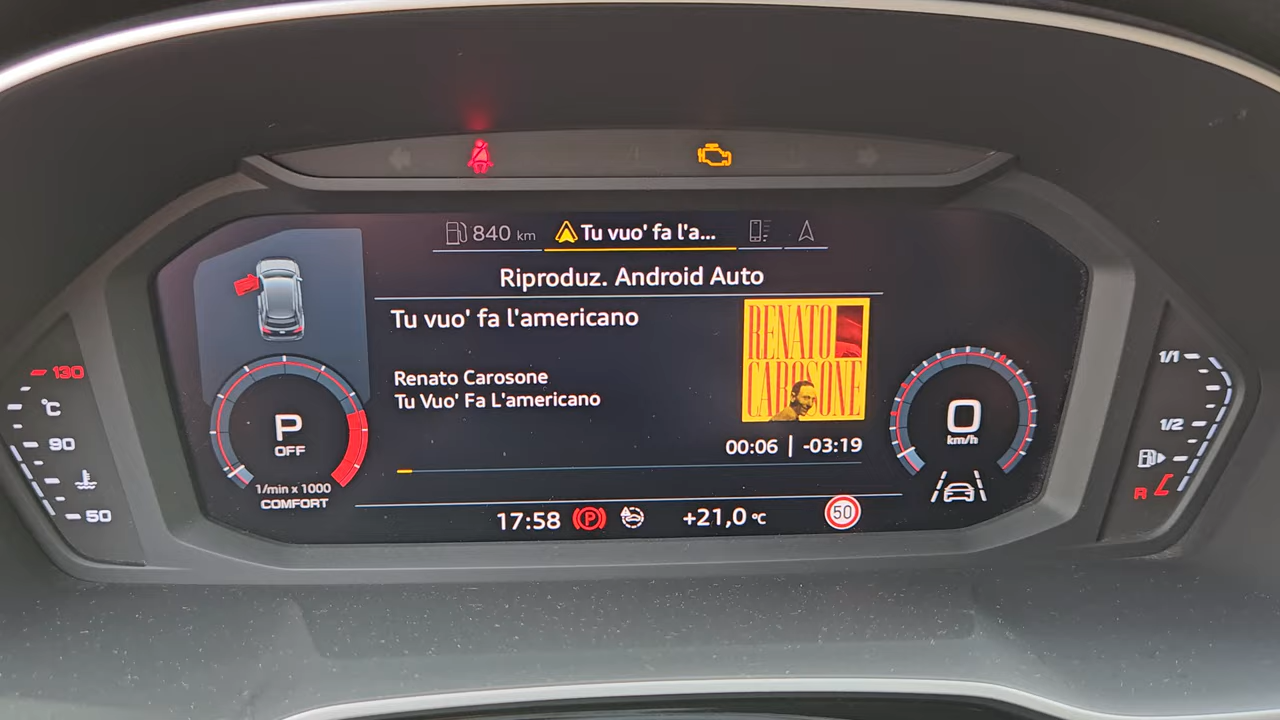 840 km
Tu vuo' fa l'a...
Riproduz. Android Auto
Tu vuo' fa l'americano
Renato Carosone
Tu Vuo' Fa L'americano
RENATO
CAROSONE
00:06 | -03:19
130
°C
90
50
P
OFF
1/min x 1000
COMFORT
0
km/h
1/1
1/2
R
17:58
P
+21,0 °C
50